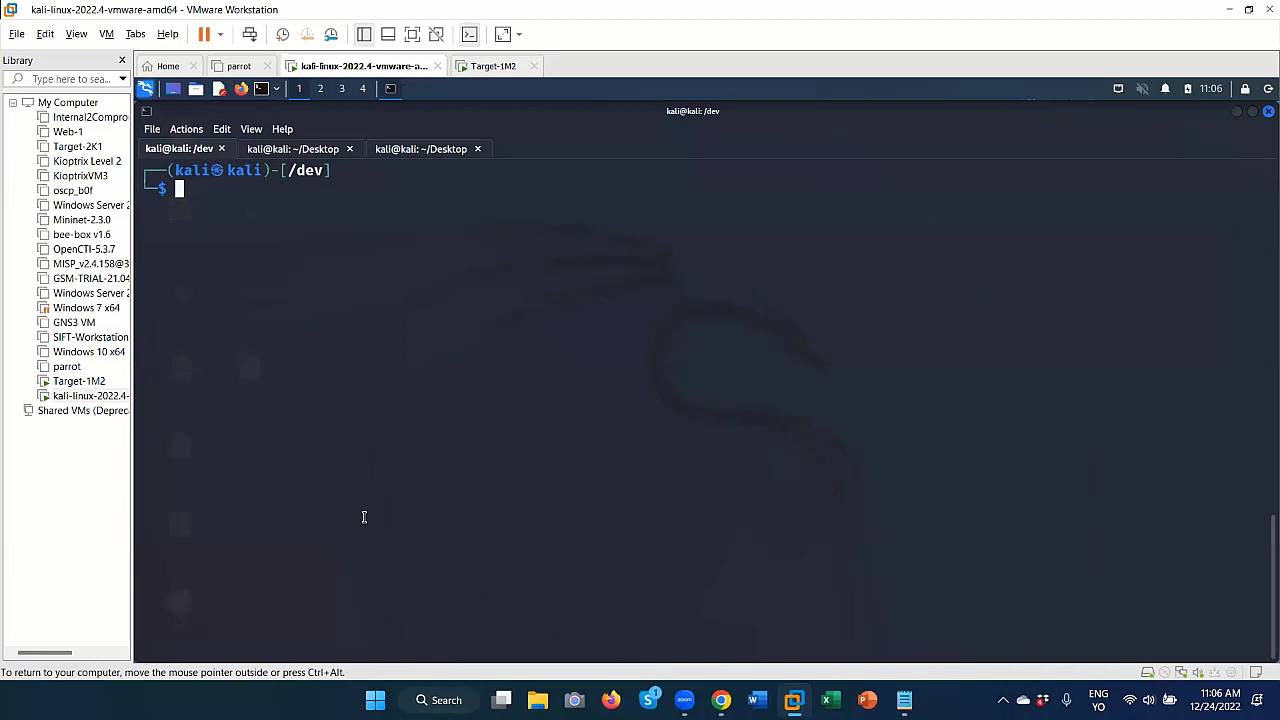 kali-linux-2022.4-vmware-amd64 - VMware Workstation
File Edit View VM Tabs Help
Library
Type here to sea...
My Computer
Internal2Compro
Web-1
Target-2K1
Kioptrix Level 2
KioptrixVM3
oscp_b0f
Windows Server 2
Mininet-2.3.0
bee-box v1.6
OpenCTI-5.3.7
MISP_v2.4.158@3
GSM-TRIAL-21.04
Windows Server 2
Windows 7 x64
GNS3 VM
SIFT-Workstation
Windows 10 x64
parrot
Target-1M2
kali-linux-2022.4-
Shared VMs (Deprec
Home parrot kali-linux-2022.4-vmware-a... Target-1M2
1 2 3 4 11:06
kali@kali: /dev
File Actions Edit View Help
kali@kali: /dev kali@kali: ~/Desktop kali@kali: ~/Desktop
(kali㉿kali)-[/dev]
$
To return to your computer, move the mouse pointer outside or press Ctrl+Alt.
Search
ENG
YO
11:06 AM
12/24/2022